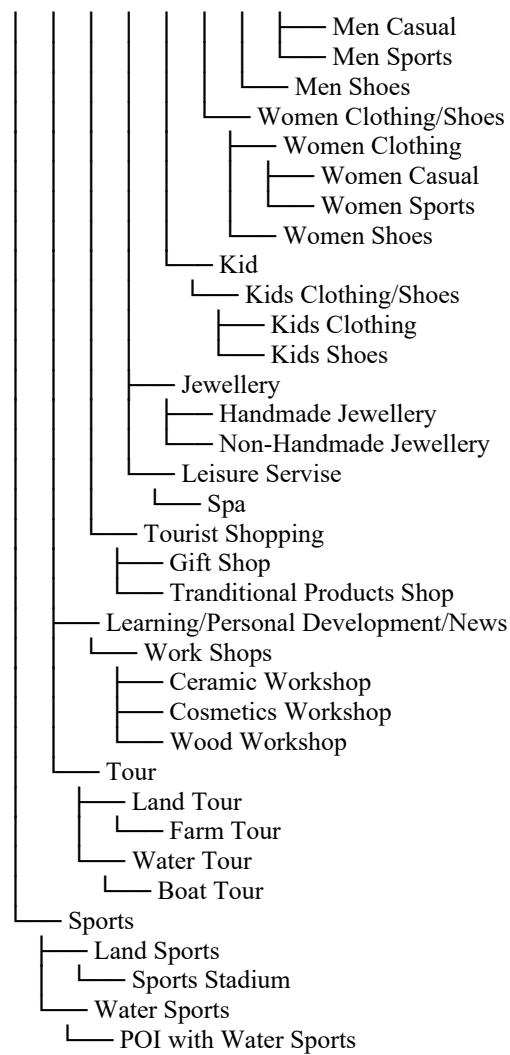 Men Casual
Men Sports
Men Shoes
Women Clothing/Shoes
Women Clothing
Women Casual
Women Sports
Women Shoes
Kid
Kids Clothing/Shoes
Kids Clothing
Kids Shoes
Jewellery
Handmade Jewellery
Non-Handmade Jewellery
Leisure Servise
Spa
Tourist Shopping
Gift Shop
Tranditional Products Shop
Learning/Personal Development/News
Work Shops
Ceramic Workshop
Cosmetics Workshop
Wood Workshop
Tour
Land Tour
Farm Tour
Water Tour
Boat Tour
Sports
Land Sports
Sports Stadium
Water Sports
POI with Water Sports